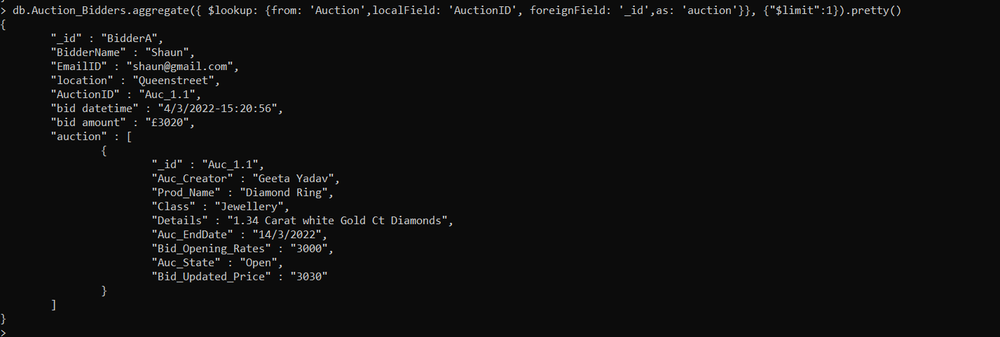 > db.Auction_Bidders.aggregate({ $lookup: {from: 'Auction',localField: 'AuctionID', foreignField: '_id',as: 'auction'}}, {"$limit":1}).pretty()
{
"_id" : "BidderA",
"BidderName" : "Shaun",
"EmailID" : "shaun@gmail.com",
"location" : "Queenstreet",
"AuctionID" : "Auc_1.1",
"bid datetime" : "4/3/2022-15:20:56",
"bid amount" : "£3020",
"auction" : [
{
"_id" : "Auc_1.1",
"Auc_Creator" : "Geeta Yadav",
"Prod_Name" : "Diamond Ring",
"Class" : "Jewellery",
"Details" : "1.34 Carat white Gold Ct Diamonds",
"Auc_EndDate" : "14/3/2022",
"Bid_Opening_Rates" : "3000",
"Auc_State" : "Open",
"Bid_Updated_Price" : "3030"
}
]
}
>